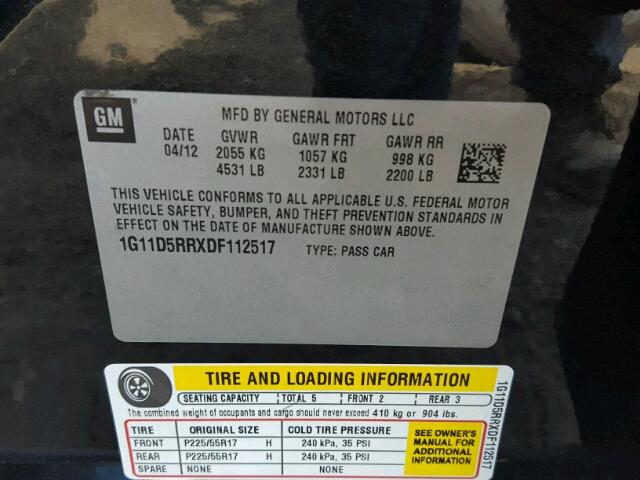 GM
MFD BY GENERAL MOTORS LLC
DATE GVWR GAWR FRT GAWR RR
04/12 2055 KG 1057 KG 998 KG
4531 LB 2331 LB 2200 LB
THIS VEHICLE CONFORMS TO ALL APPLICABLE U.S. FEDERAL MOTOR
VEHICLE SAFETY, BUMPER, AND THEFT PREVENTION STANDARDS IN
EFFECT ON THE DATE OF MANUFACTURE SHOWN ABOVE.
1G11D5RRXDF112517 TYPE: PASS CAR
TIRE AND LOADING INFORMATION
SEATING CAPACITY TOTAL 5 FRONT 2 REAR 3
The combined weight of occupants and cargo should never exceed 410 kg or 904 lbs.
TIRE ORIGINAL SIZE COLD TIRE PRESSURE
FRONT P225/55R17 H 240 kPa, 35 PSI
REAR P225/55R17 H 240 kPa, 35 PSI
SPARE NONE NONE
SEE OWNER'S
MANUAL FOR
ADDITIONAL
INFORMATION
1G11D5RRXDF112517